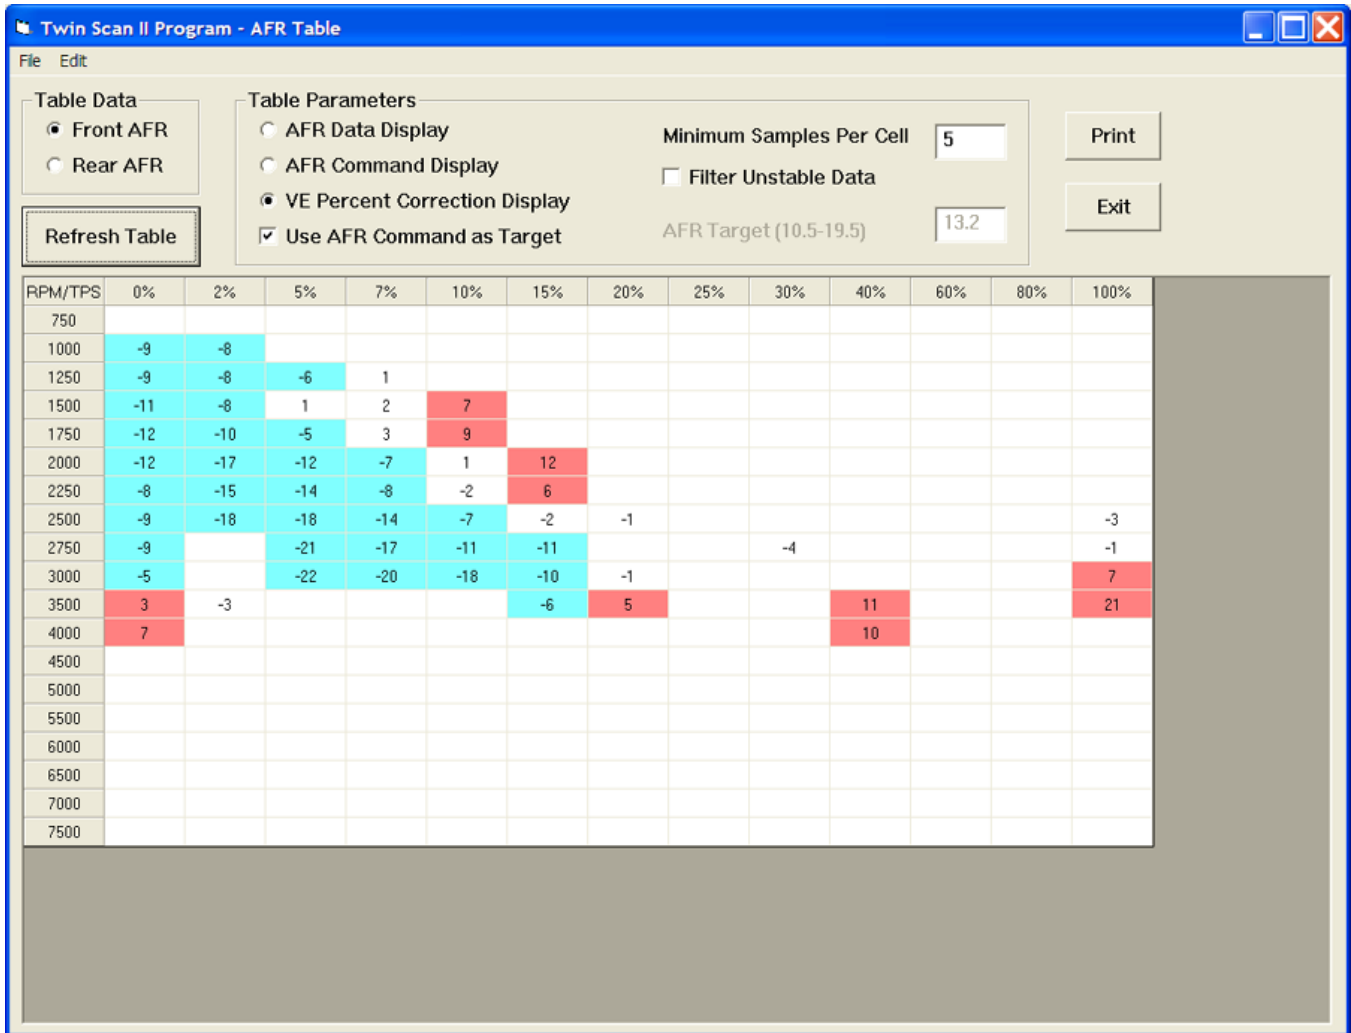 Twin Scan II Program - AFR Table
File Edit
Table Data
Front AFR
Rear AFR
Refresh Table
Table Parameters
AFR Data Display
AFR Command Display
VE Percent Correction Display
Use AFR Command as Target
Minimum Samples Per Cell 5
Filter Unstable Data
AFR Target (10.5-19.5) 13.2
Print
Exit
RPM/TPS 0% 2% 5% 7% 10% 15% 20% 25% 30% 40% 60% 80% 100%
750
1000 -9 -8
1250 -9 -8 -6 1
1500 -11 -8 1 2 7
1750 -12 -10 -5 3 9
2000 -12 -17 -12 -7 1 12
2250 -8 -15 -14 -8 -2 6
2500 -9 -18 -18 -14 -7 -2 -1 -3
2750 -9 -21 -17 -11 -11 -4 -1
3000 -5 -22 -20 -18 -10 -1 7
3500 3 -3 -6 5 11 21
4000 7 10
4500
5000
5500
6000
6500
7000
7500